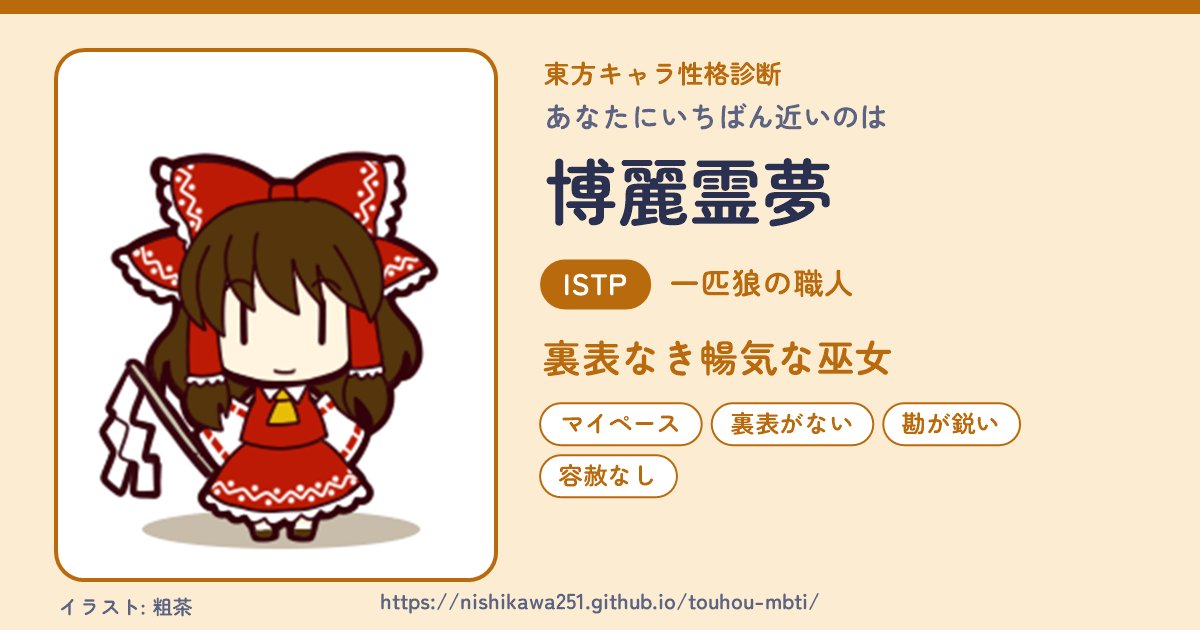 東方キャラ性格診断
あなたにいちばん近いのは
博麗霊夢
ISTP 一匹狼の職人
裏表なき暢気な巫女
マイペース 裏表がない 勘が鋭い
容赦なし
イラスト: 粗茶
https://nishikawa251.github.io/touhou-mbti/